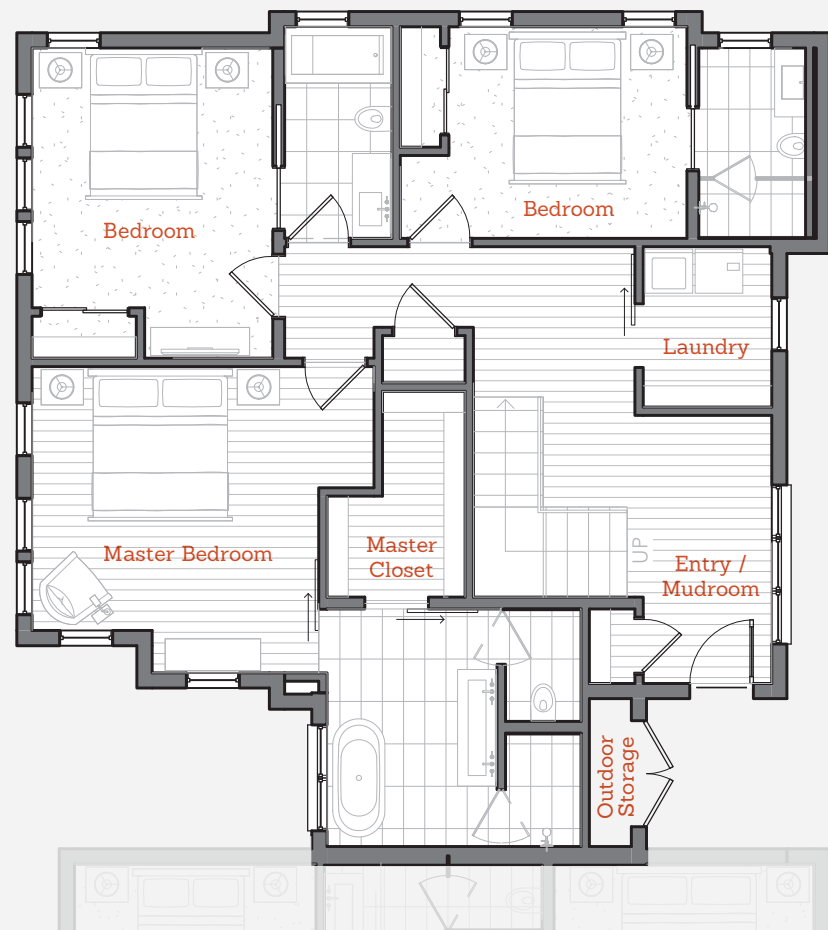 Bedroom
Bedroom
Laundry
Master Bedroom
Master
Closet
UP
Entry /
Mudroom
Outdoor
Storage